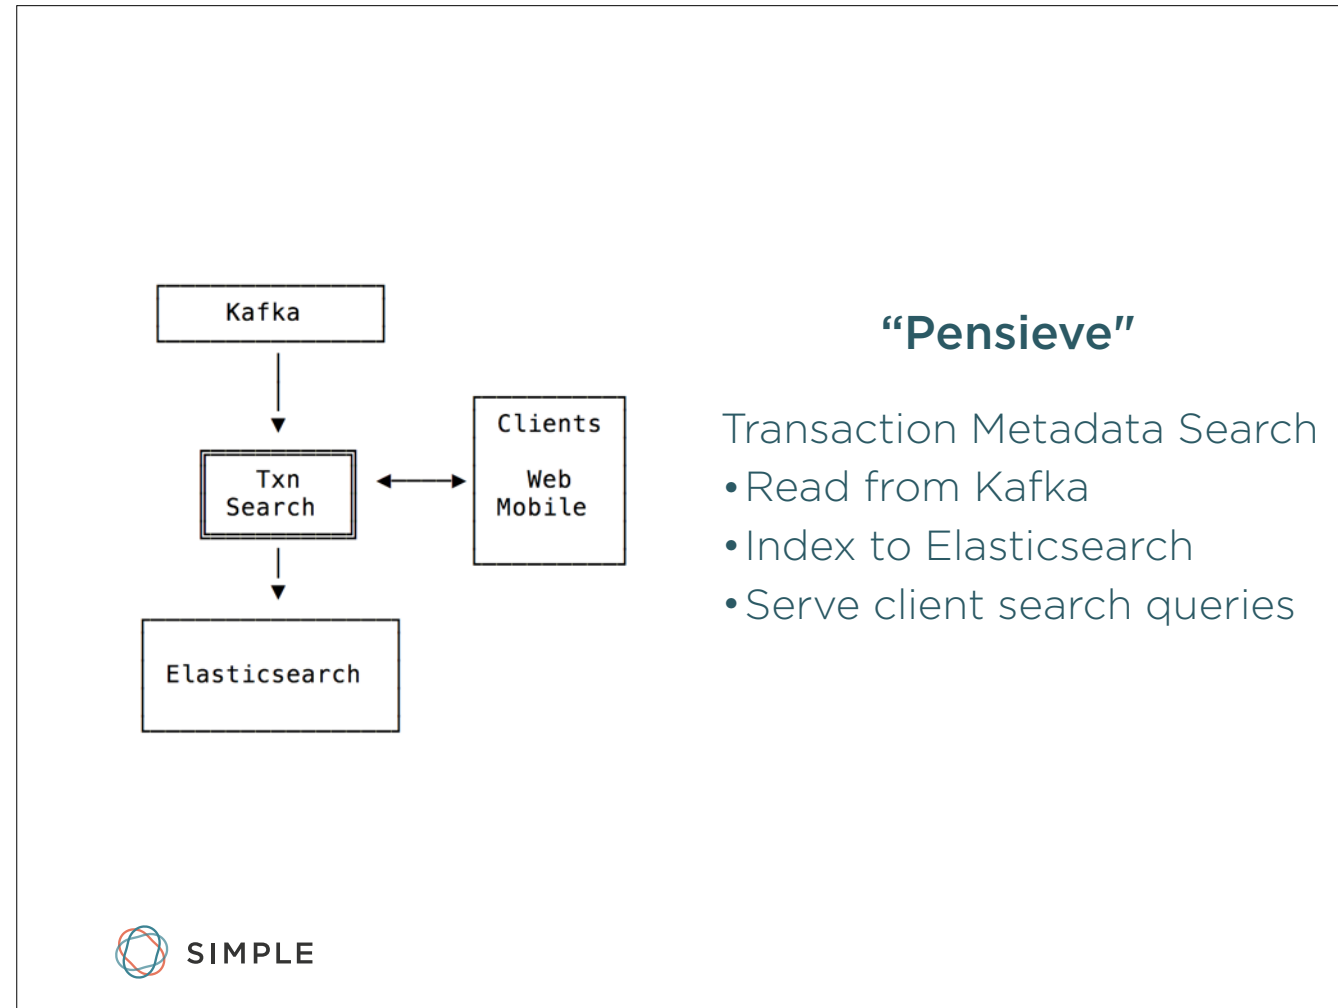 Kafka
Txn
Search
Clients
Web
Mobile
Elasticsearch
“Pensieve"
Transaction Metadata Search
•Read from Kafka
•Index to Elasticsearch
•Serve client search queries
SIMPLE